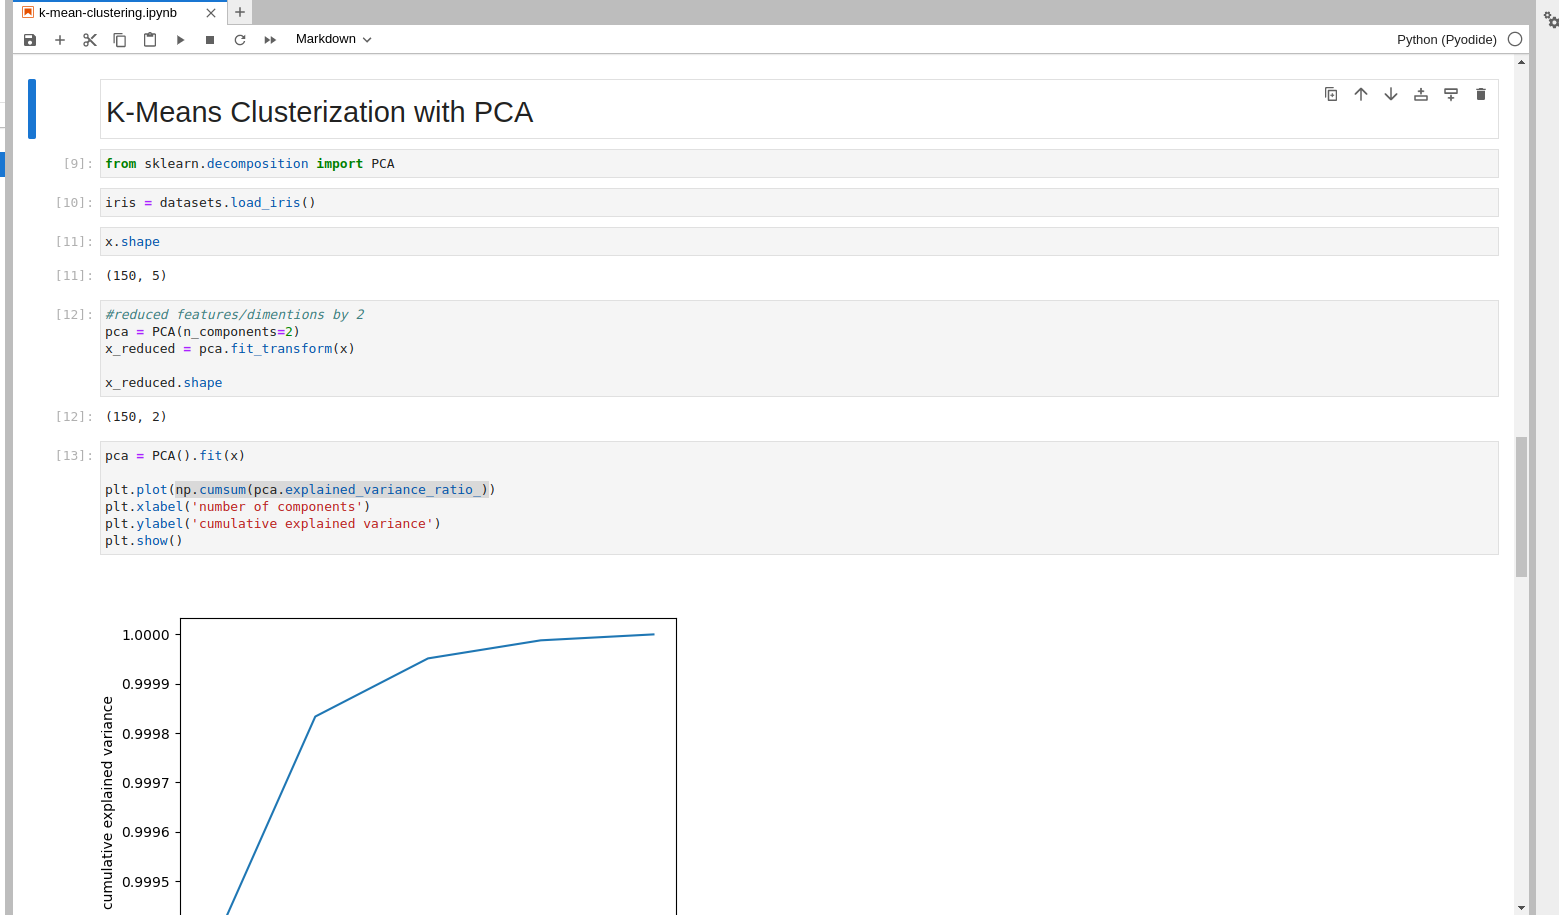 k-mean-clustering.ipynb
Markdown
Python (Pyodide)
K-Means Clusterization with PCA
[9]:
from sklearn.decomposition import PCA
[10]:
iris = datasets.load_iris()
[11]:
x.shape
[11]:
(150, 5)
[12]:
#reduced features/dimentions by 2
pca = PCA(n_components=2)
x_reduced = pca.fit_transform(x)
x_reduced.shape
[12]:
(150, 2)
[13]:
pca = PCA().fit(x)
plt.plot(np.cumsum(pca.explained_variance_ratio_))
plt.xlabel('number of components')
plt.ylabel('cumulative explained variance')
plt.show()
1.0000
0.9999
0.9998
0.9997
0.9996
0.9995
cumulative explained variance